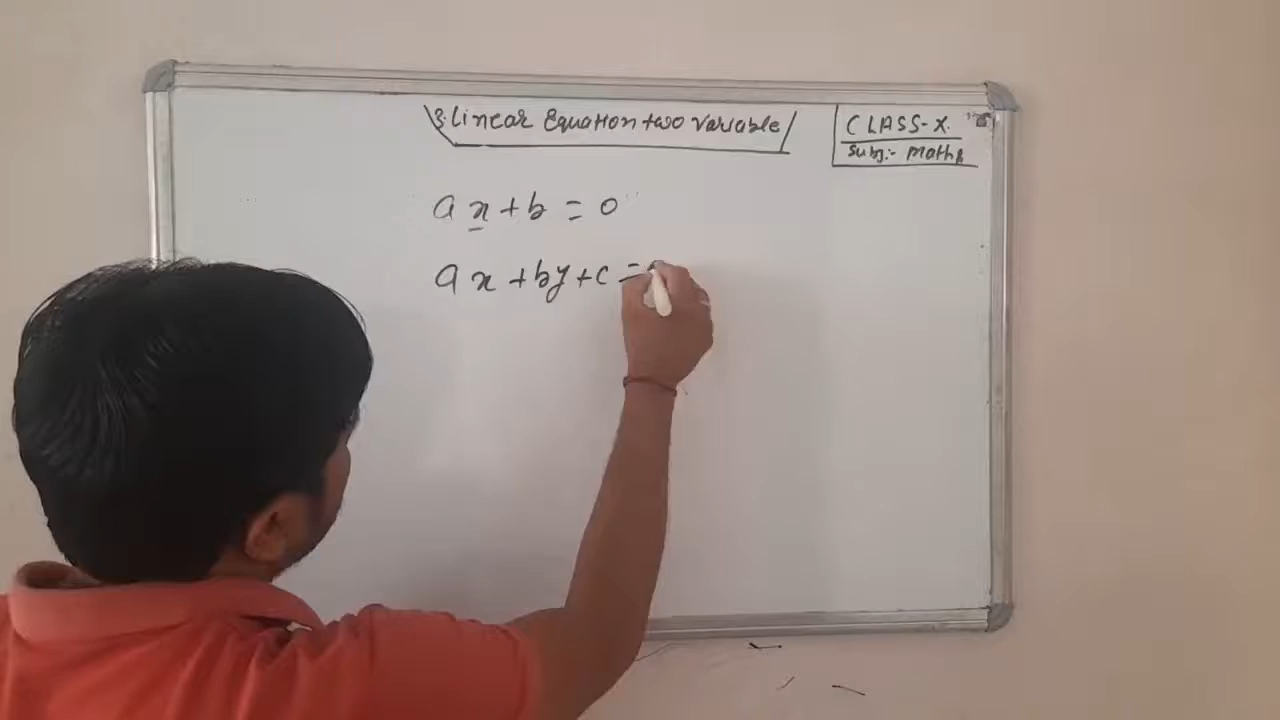 3. Linear Equation two variable
CLASS-X.
Subj:- Maths
ax+b=0
ax+by+c=